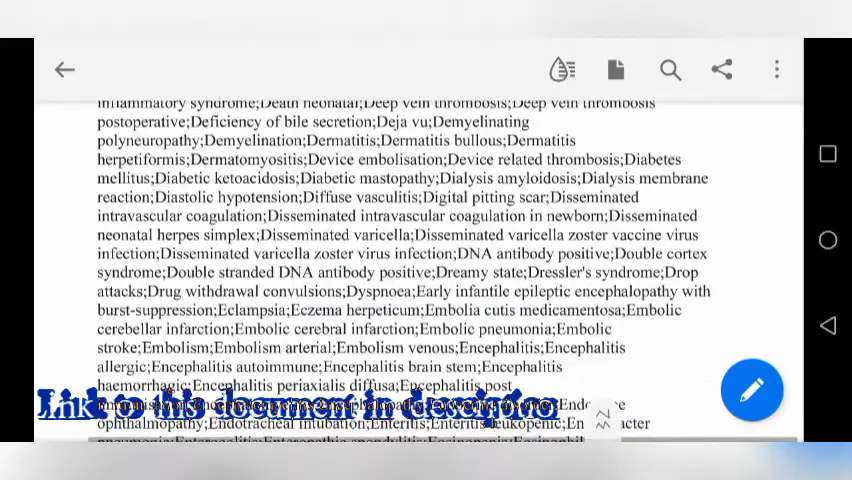 inflammatory syndrome;Death neonatal;Deep vein thrombosis;Deep vein thrombosis
postoperative;Deficiency of bile secretion;Deja vu;Demyelinating
polyneuropathy;Demyelination;Dermatitis;Dermatitis bullous;Dermatitis
herpetiformis;Dermatomyositis;Device embolisation;Device related thrombosis;Diabetes
mellitus;Diabetic ketoacidosis;Diabetic mastopathy;Dialysis amyloidosis;Dialysis membrane
reaction;Diastolic hypotension;Diffuse vasculitis;Digital pitting scar;Disseminated
intravascular coagulation;Disseminated intravascular coagulation in newborn;Disseminated
neonatal herpes simplex;Disseminated varicella;Disseminated varicella zoster vaccine virus
infection;Disseminated varicella zoster virus infection;DNA antibody positive;Double cortex
syndrome;Double stranded DNA antibody positive;Dreamy state;Dressler's syndrome;Drop
attacks;Drug withdrawal convulsions;Dyspnoea;Early infantile epileptic encephalopathy with
burst-suppression;Eclampsia;Eczema herpeticum;Embolia cutis medicamentosa;Embolic
cerebellar infarction;Embolic cerebral infarction;Embolic pneumonia;Embolic
stroke;Embolism;Embolism arterial;Embolism venous;Encephalitis;Encephalitis
allergic;Encephalitis autoimmune;Encephalitis brain stem;Encephalitis
haemorrhagic;Encephalitis periaxialis diffusa;Encephalitis post
Link to this document in description
ophthalmopathy;Endotracheal intubation;Enteritis;Enteritis leukopenic;